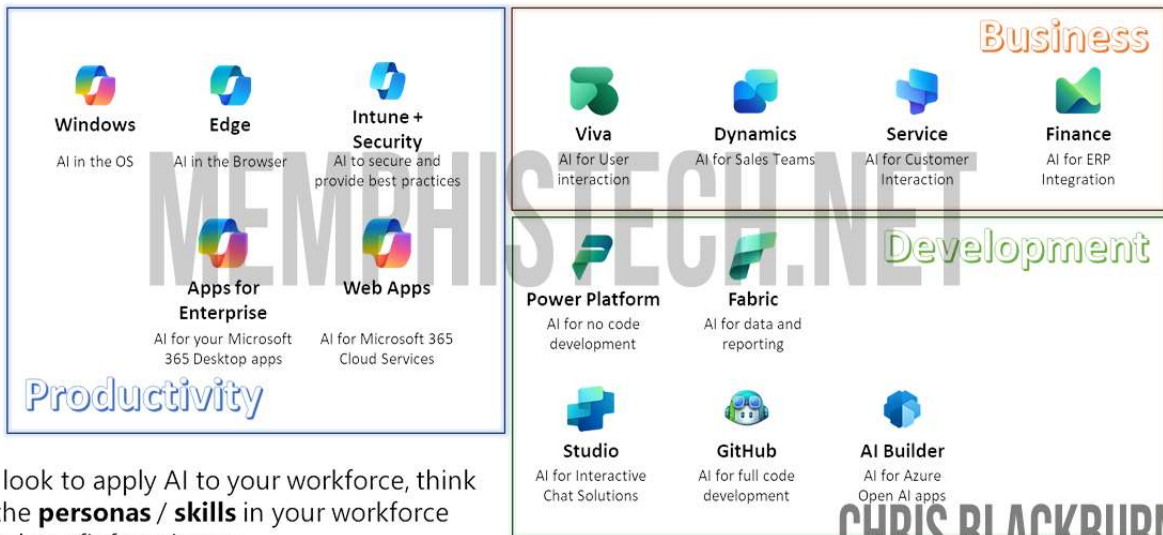 Windows
AI in the OS
Edge
AI in the Browser
Intune +
Security
AI to secure and
provide best practices
Apps for
Enterprise
AI for your Microsoft
365 Desktop apps
Web Apps
AI for Microsoft 365
Cloud Services
Productivity
Business
Viva
AI for User
interaction
Dynamics
AI for Sales Teams
Service
AI for Customer
Interaction
Finance
AI for ERP
Integration
Development
Power Platform
AI for no code
development
Fabric
AI for data and
reporting
Studio
AI for Interactive
Chat Solutions
GitHub
AI for full code
development
AI Builder
AI for Azure
Open AI apps
MEMPHISTECH.NET
look to apply AI to your workforce, think
the personas / skills in your workforce
CHRIS BLACKBURN